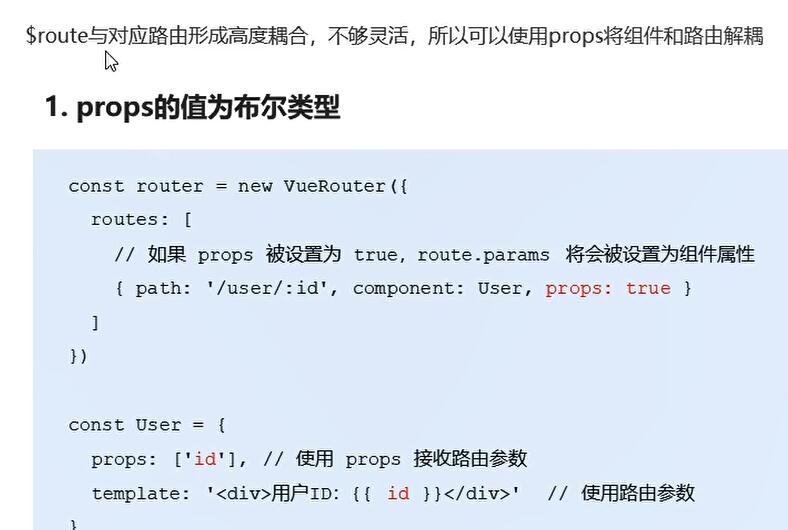 $route与对应路由形成高度耦合，不够灵活，所以可以使用props将组件和路由解耦
1. props的值为布尔类型
const router = new VueRouter({
  routes: [
    // 如果 props 被设置为 true，route.params 将会被设置为组件属性
    { path: '/user/:id', component: User, props: true }
  ]
})
const User = {
  props: ['id'], // 使用 props 接收路由参数
  template: '<div>用户ID：{{ id }}</div>'  // 使用路由参数
}